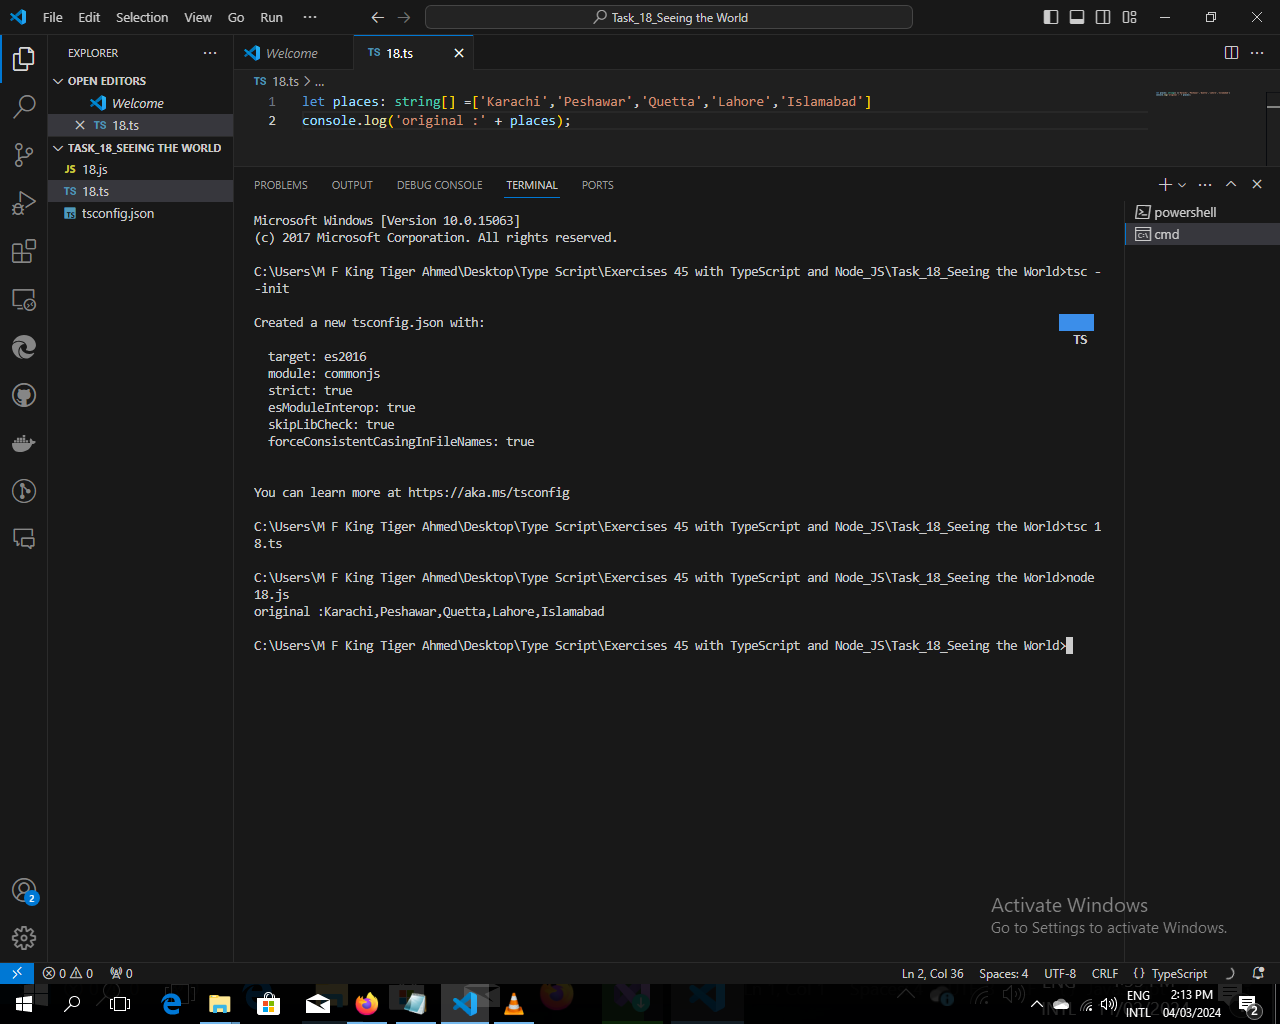 File Edit Selection View Go Run ··· Task_18_Seeing the World
EXPLORER ···
OPEN EDITORS
Welcome
18.ts
TASK_18_SEEING THE WORLD
JS 18.js
TS 18.ts
tsconfig.json
Welcome TS 18.ts
TS 18.ts > ...
1 let places: string[] =['Karachi','Peshawar','Quetta','Lahore','Islamabad']
2 console.log('original :' + places);
PROBLEMS OUTPUT DEBUG CONSOLE TERMINAL PORTS
powershell
cmd
Microsoft Windows [Version 10.0.15063]
(c) 2017 Microsoft Corporation. All rights reserved.
C:\Users\M F King Tiger Ahmed\Desktop\Type Script\Exercises 45 with TypeScript and Node_JS\Task_18_Seeing the World>tsc -
-init
Created a new tsconfig.json with:
TS
target: es2016
module: commonjs
strict: true
esModuleInterop: true
skipLibCheck: true
forceConsistentCasingInFileNames: true
You can learn more at https://aka.ms/tsconfig
C:\Users\M F King Tiger Ahmed\Desktop\Type Script\Exercises 45 with TypeScript and Node_JS\Task_18_Seeing the World>tsc 1
8.ts
C:\Users\M F King Tiger Ahmed\Desktop\Type Script\Exercises 45 with TypeScript and Node_JS\Task_18_Seeing the World>node
18.js
original :Karachi,Peshawar,Quetta,Lahore,Islamabad
C:\Users\M F King Tiger Ahmed\Desktop\Type Script\Exercises 45 with TypeScript and Node_JS\Task_18_Seeing the World>
2
Activate Windows
Go to Settings to activate Windows.
0 0 0 Ln 2, Col 36 Spaces: 4 UTF-8 CRLF { } TypeScript
ENG 2:13 PM
INTL 04/03/2024
2